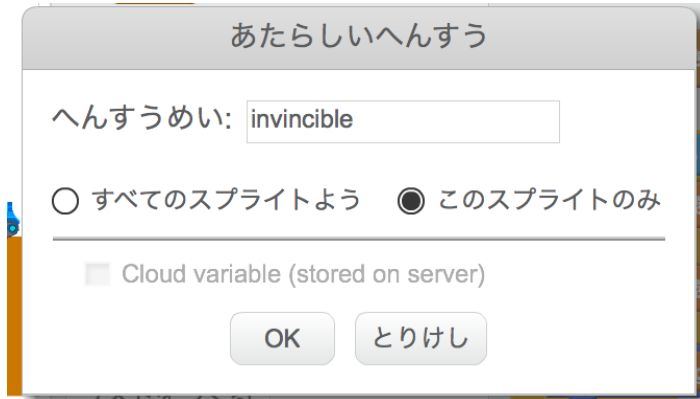 あたらしいへんすう
へんすうめい: invincible
すべてのスプライトよう このスプライトのみ
Cloud variable (stored on server)
OK とりけし